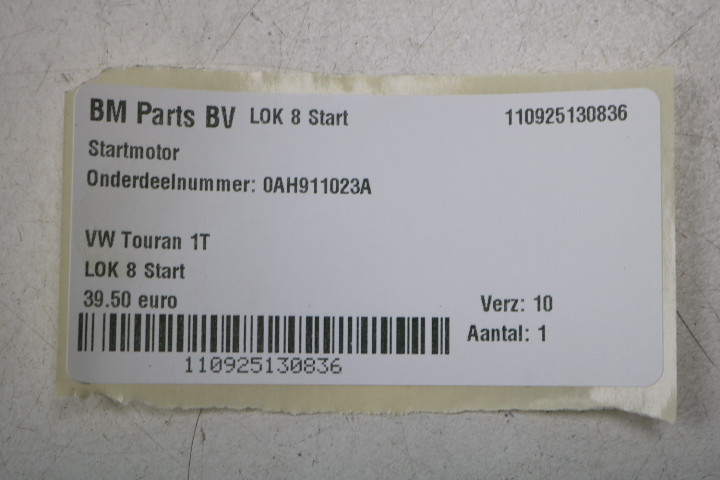 BM Parts BV LOK 8 Start 110925130836
Startmotor
Onderdeelnummer: 0AH911023A
VW Touran 1T
LOK 8 Start
39.50 euro Verz: 10
Aantal: 1
110925130836